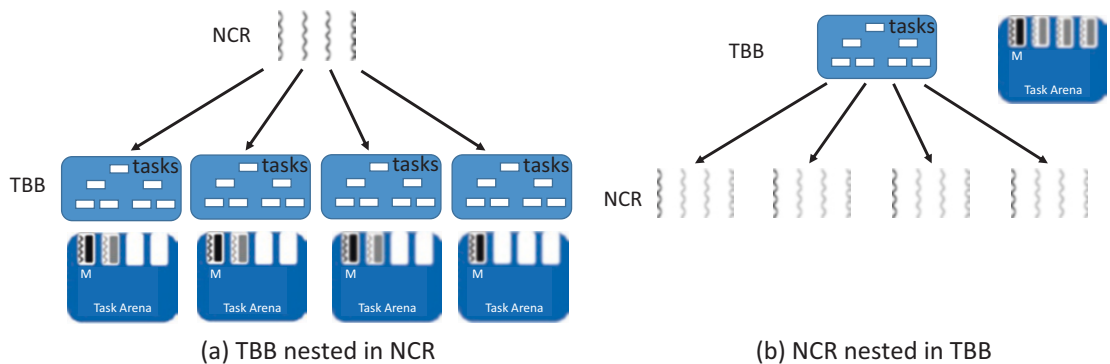 NCR
tasks
TBB
M
Task Arena
TBB
tasks
tasks
tasks
tasks
NCR
M
M
M
M
Task Arena
Task Arena
Task Arena
Task Arena
(a) TBB nested in NCR
(b) NCR nested in TBB